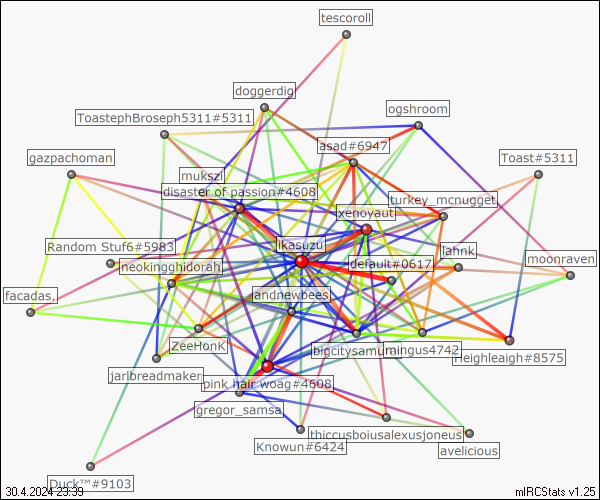 tescoroll
doggerdig
ogshroom
ToastephBroseph5311#5311
asad#6947
gazpachoman
Toast#5311
mukszi
disaster of passion#4608
turkey_mcnugget
xenoyaut
Random Stuf6#5983
ikasuzu
lahnk
moonraven
neokingghidorah
default#0617
facadas.
andnewbees
ZeeHonk
bigcitysamurai
mingus4742
Heighleaigh#8575
jarlbreadmaker
pink hair woag#4608
gregor_samsa
thiccusboiusalexusjoneus
Knowun#6424
avelicious
Duck™#9103
30.4.2024 23:39
mIRCStats v1.25